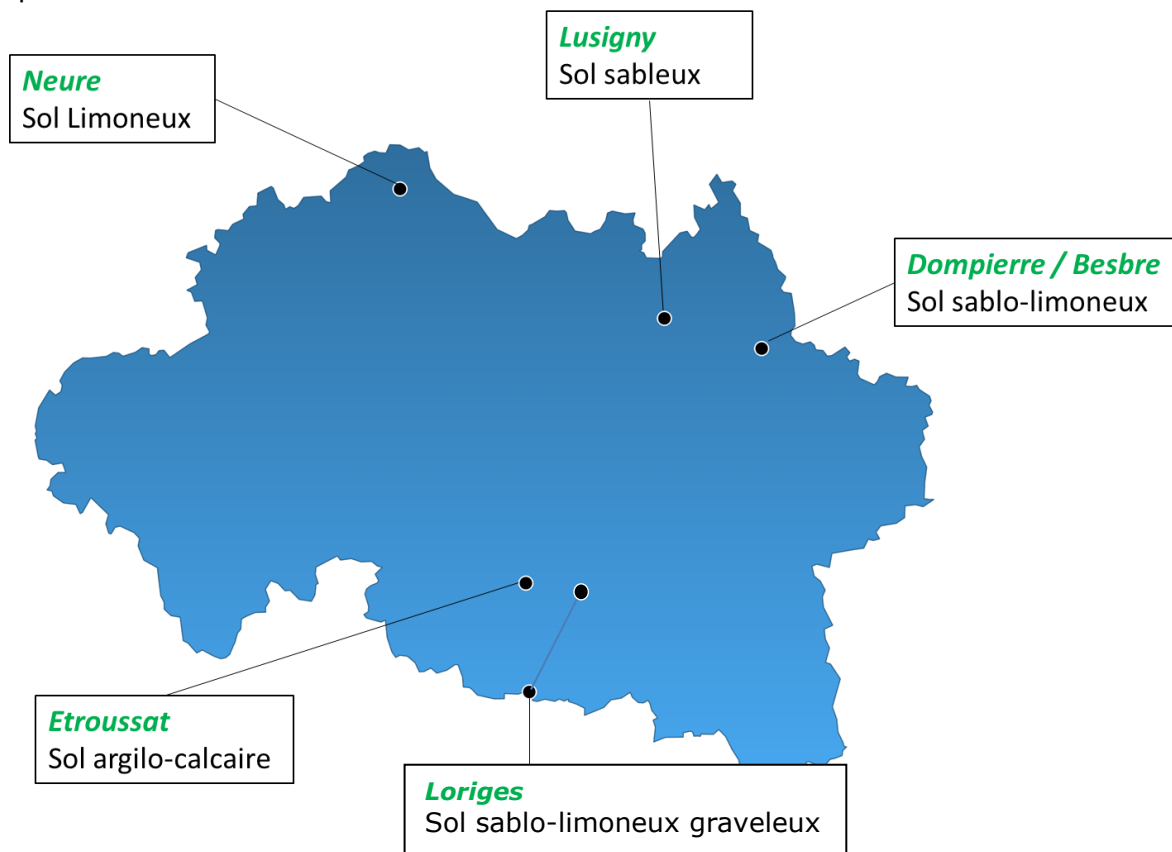 Lusigny
Sol sableux
Neure
Sol Limoneux
Dompierre / Besbre
Sol sablo-limoneux
Etroussat
Sol argilo-calcaire
Loriges
Sol sablo-limoneux graveleux